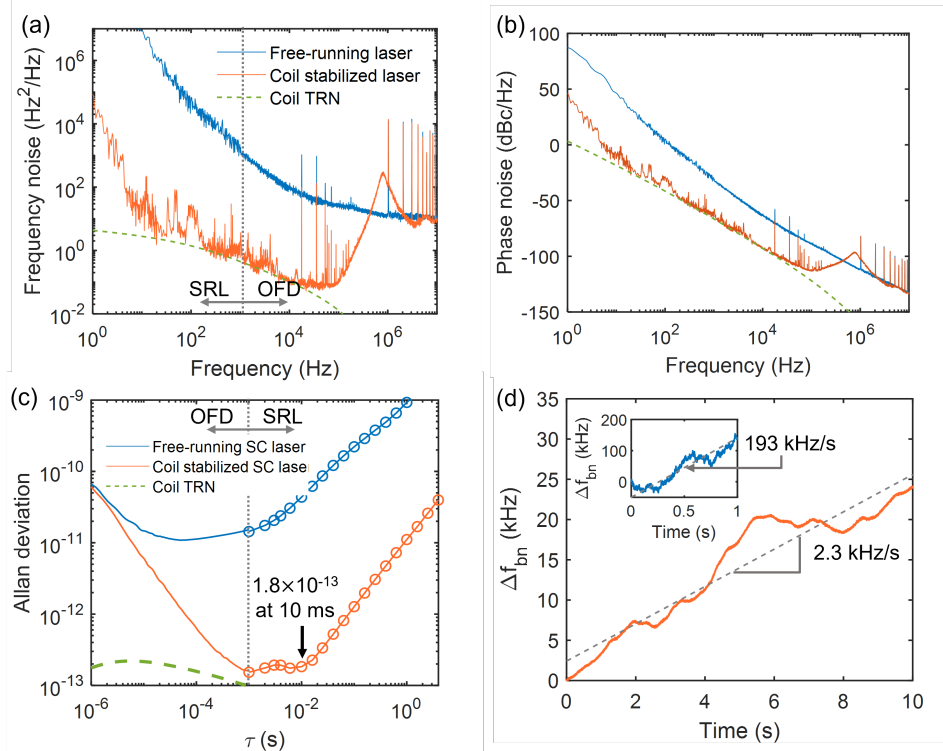 (a)
Frequency noise (Hz²/Hz)
10⁶
10⁴
10²
10⁰
10⁻²
Free-running laser
Coil stabilized laser
Coil TRN
SRL
OFD
10⁰
10²
10⁴
10⁶
Frequency (Hz)
(b)
Phase noise (dBc/Hz)
100
50
0
-50
-100
-150
10⁰
10²
10⁴
10⁶
Frequency (Hz)
(c)
Allan deviation
10⁻⁹
10⁻¹⁰
10⁻¹¹
10⁻¹²
10⁻¹³
OFD
SRL
Free-running SC laser
Coil stabilized SC lase
Coil TRN
1.8×10⁻¹³
at 10 ms
10⁻⁶
10⁻⁴
10⁻²
10⁰
τ (s)
(d)
Δf_bn (kHz)
35
30
25
20
15
10
5
0
Δf_bn (kHz)
200
100
0
0
0.5
1
Time (s)
193 kHz/s
2.3 kHz/s
0
2
4
6
8
10
Time (s)